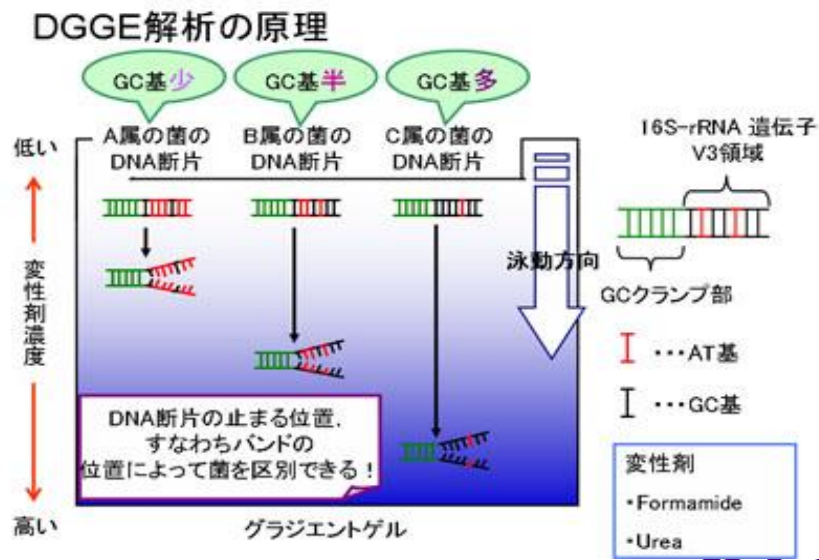 DGGE解析の原理
GC基少
GC基半
GC基多
低い
A属の菌の
DNA断片
B属の菌の
DNA断片
C属の菌の
DNA断片
16S-rRNA 遺伝子
V3領域
泳動方向
GCクランプ部
変性剤濃度
I ・・・AT基
I ・・・GC基
DNA断片の止まる位置,
すなわちバンドの
位置によって菌を区別できる！
変性剤
・Formamide
・Urea
高い
グラジエントゲル